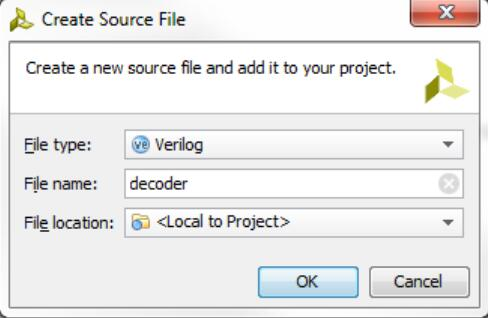 Create Source File
Create a new source file and add it to your project.
File type:
Verilog
File name:
decoder
File location:
<Local to Project>
OK
Cancel